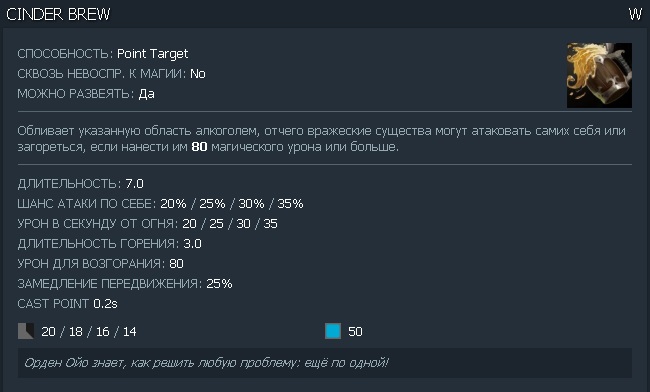 CINDER BREW W
СПОСОБНОСТЬ: Point Target
СКВОЗЬ НЕВОСПР. К МАГИИ: No
МОЖНО РАЗВЕЯТЬ: Да
Обливает указанную область алкоголем, отчего вражеские существа могут атаковать самих себя или
загореться, если нанести им 80 магического урона или больше.
ДЛИТЕЛЬНОСТЬ: 7.0
ШАНС АТАКИ ПО СЕБЕ: 20% / 25% / 30% / 35%
УРОН В СЕКУНДУ ОТ ОГНЯ: 20 / 25 / 30 / 35
ДЛИТЕЛЬНОСТЬ ГОРЕНИЯ: 3.0
УРОН ДЛЯ ВОЗГОРАНИЯ: 80
ЗАМЕДЛЕНИЕ ПЕРЕДВИЖЕНИЯ: 25%
CAST POINT 0.2s
20 / 18 / 16 / 14 50
Орден Ойо знает, как решить любую проблему: ещё по одной!